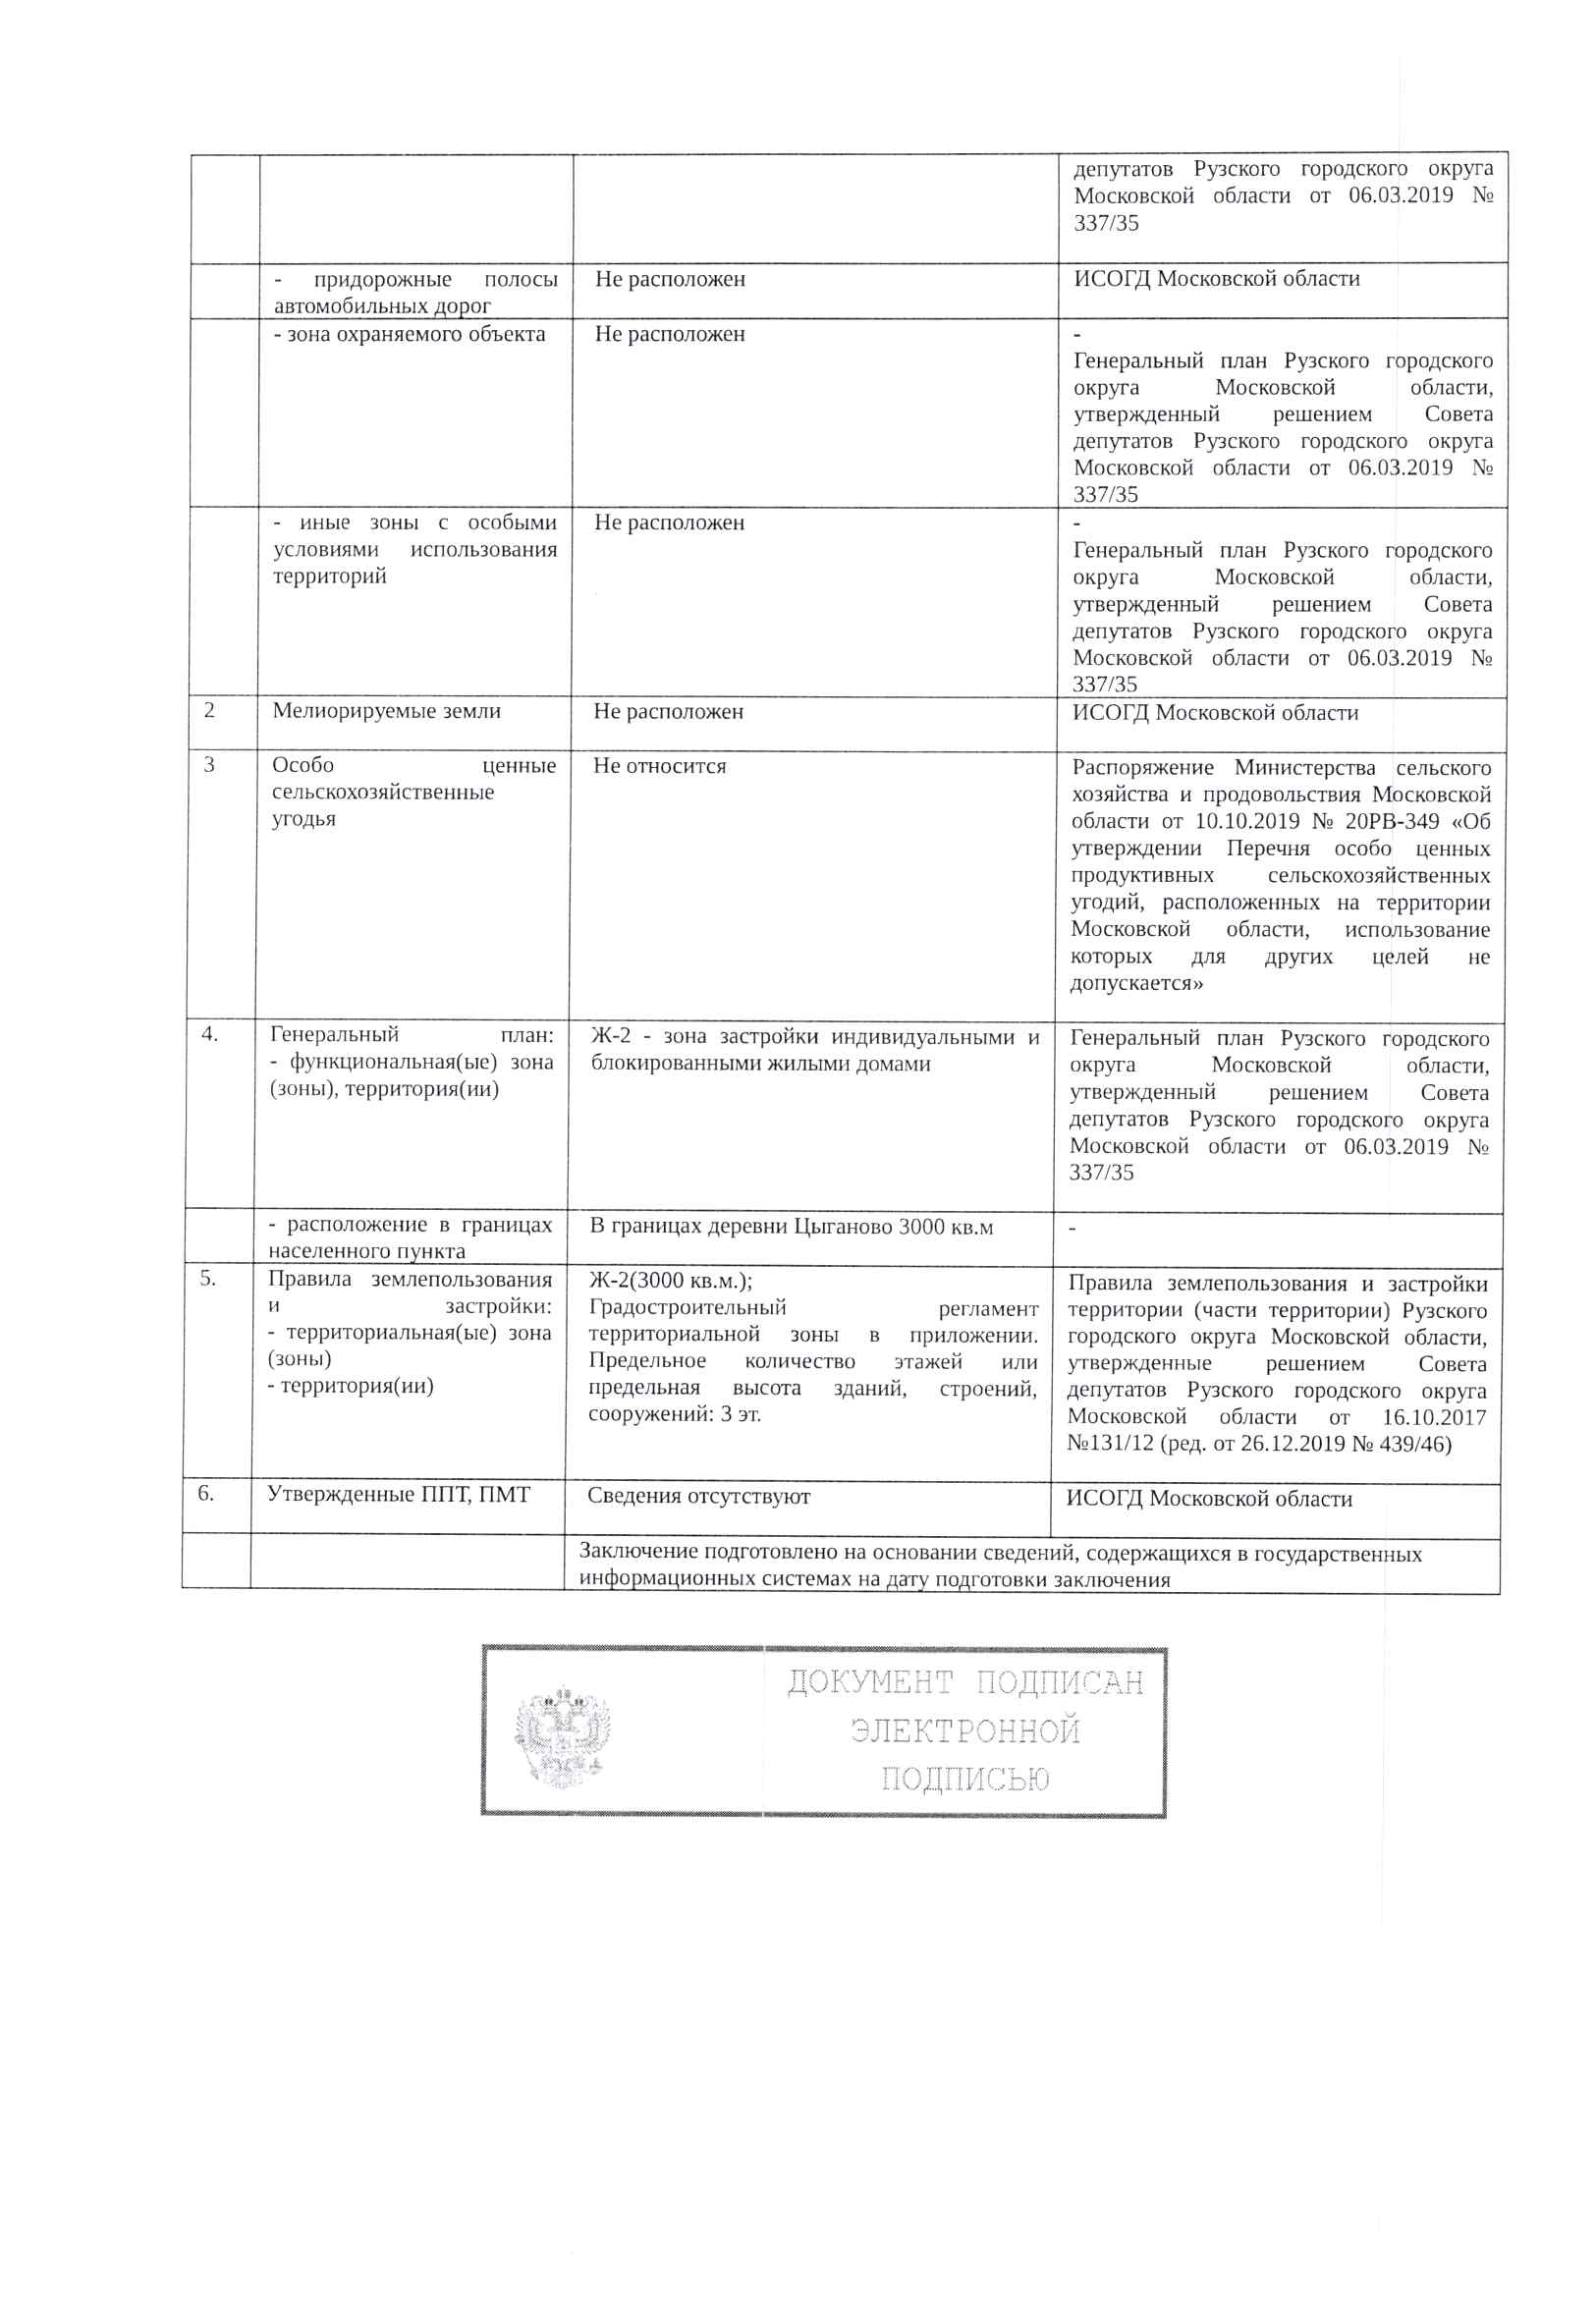 депутатов Рузского городского округа
Московской области от 06.03.2019 №
337/35
- придорожные полосы
автомобильных дорог
Не расположен
ИСОГД Московской области
- зона охраняемого объекта
Не расположен
-
Генеральный план Рузского городского
округа Московской области,
утвержденный решением Совета
депутатов Рузского городского округа
Московской области от 06.03.2019 №
337/35
- иные зоны с особыми
условиями использования
территорий
Не расположен
-
Генеральный план Рузского городского
округа Московской области,
утвержденный решением Совета
депутатов Рузского городского округа
Московской области от 06.03.2019 №
337/35
2
Мелиорируемые земли
Не расположен
ИСОГД Московской области
3
Особо ценные
сельскохозяйственные
угодья
Не относится
Распоряжение Министерства сельского
хозяйства и продовольствия Московской
области от 10.10.2019 № 20РВ-349 «Об
утверждении Перечня особо ценных
продуктивных сельскохозяйственных
угодий, расположенных на территории
Московской области, использование
которых для других целей не
допускается»
4.
Генеральный план:
- функциональная(ые) зона
(зоны), территория(ии)
Ж-2 - зона застройки индивидуальными и
блокированными жилыми домами
Генеральный план Рузского городского
округа Московской области,
утвержденный решением Совета
депутатов Рузского городского округа
Московской области от 06.03.2019 №
337/35
- расположение в границах
населенного пункта
В границах деревни Цыганово 3000 кв.м
-
5.
Правила землепользования
и застройки:
- территориальная(ые) зона
(зоны)
- территория(ии)
Ж-2(3000 кв.м.);
Градостроительный регламент
территориальной зоны в приложении.
Предельное количество этажей или
предельная высота зданий, строений,
сооружений: 3 эт.
Правила землепользования и застройки
территории (части территории) Рузского
городского округа Московской области,
утвержденные решением Совета
депутатов Рузского городского округа
Московской области от 16.10.2017
№131/12 (ред. от 26.12.2019 № 439/46)
6.
Утвержденные ППТ, ПМТ
Сведения отсутствуют
ИСОГД Московской области
Заключение подготовлено на основании сведений, содержащихся в государственных
информационных системах на дату подготовки заключения
ДОКУМЕНТ ПОДПИСАН
ЭЛЕКТРОННОЙ
ПОДПИСЬЮ